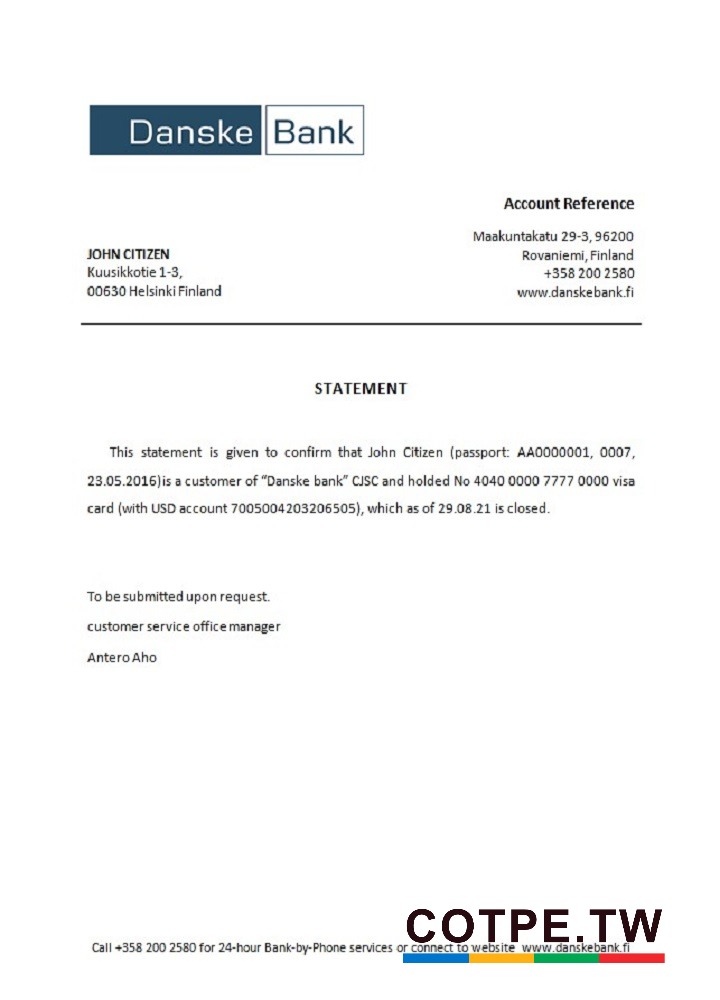 Danske Bank
Account Reference
Maakuntakatu 29-3, 96200
Rovaniemi, Finland
+358 200 2580
www.danskebank.fi
JOHN CITIZEN
Kuusikkotie 1-3,
00630 Helsinki Finland
STATEMENT
This statement is given to confirm that John Citizen (passport: AA0000001, 0007,
23.05.2016)is a customer of “Danske bank” CJSC and holded No 4040 0000 7777 0000 visa
card (with USD account 7005004203206505), which as of 29.08.21 is closed.
To be submitted upon request.
customer service office manager
Antero Aho
COTPE.TW
Call +358 200 2580 for 24-hour Bank-by-Phone services or connect to website www.danskebank.fi